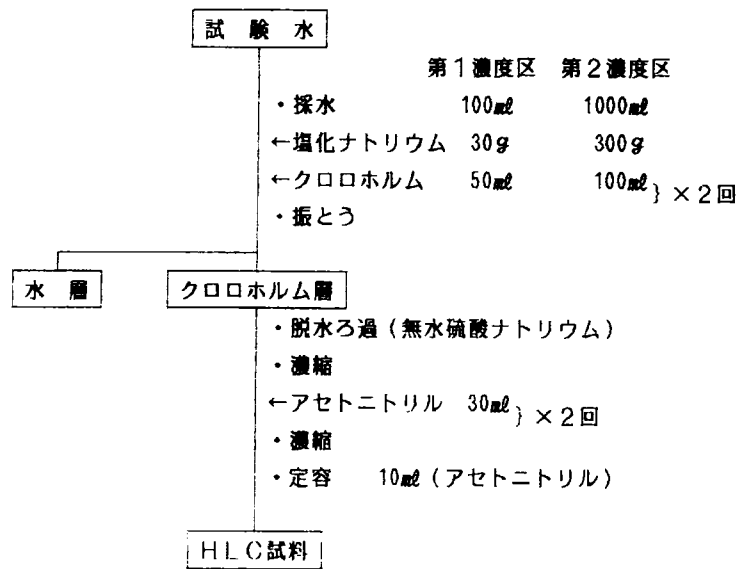 試験水
第1濃度区 第2濃度区
・採水 100ml 1000ml
←塩化ナトリウム 30g 300g
←クロロホルム 50ml 100ml } ×2回
・振とう
水層 クロロホルム層
・脱水ろ過(無水硫酸ナトリウム)
・濃縮
←アセトニトリル 30ml } ×2回
・濃縮
・定容 10ml(アセトニトリル)
HLC試料